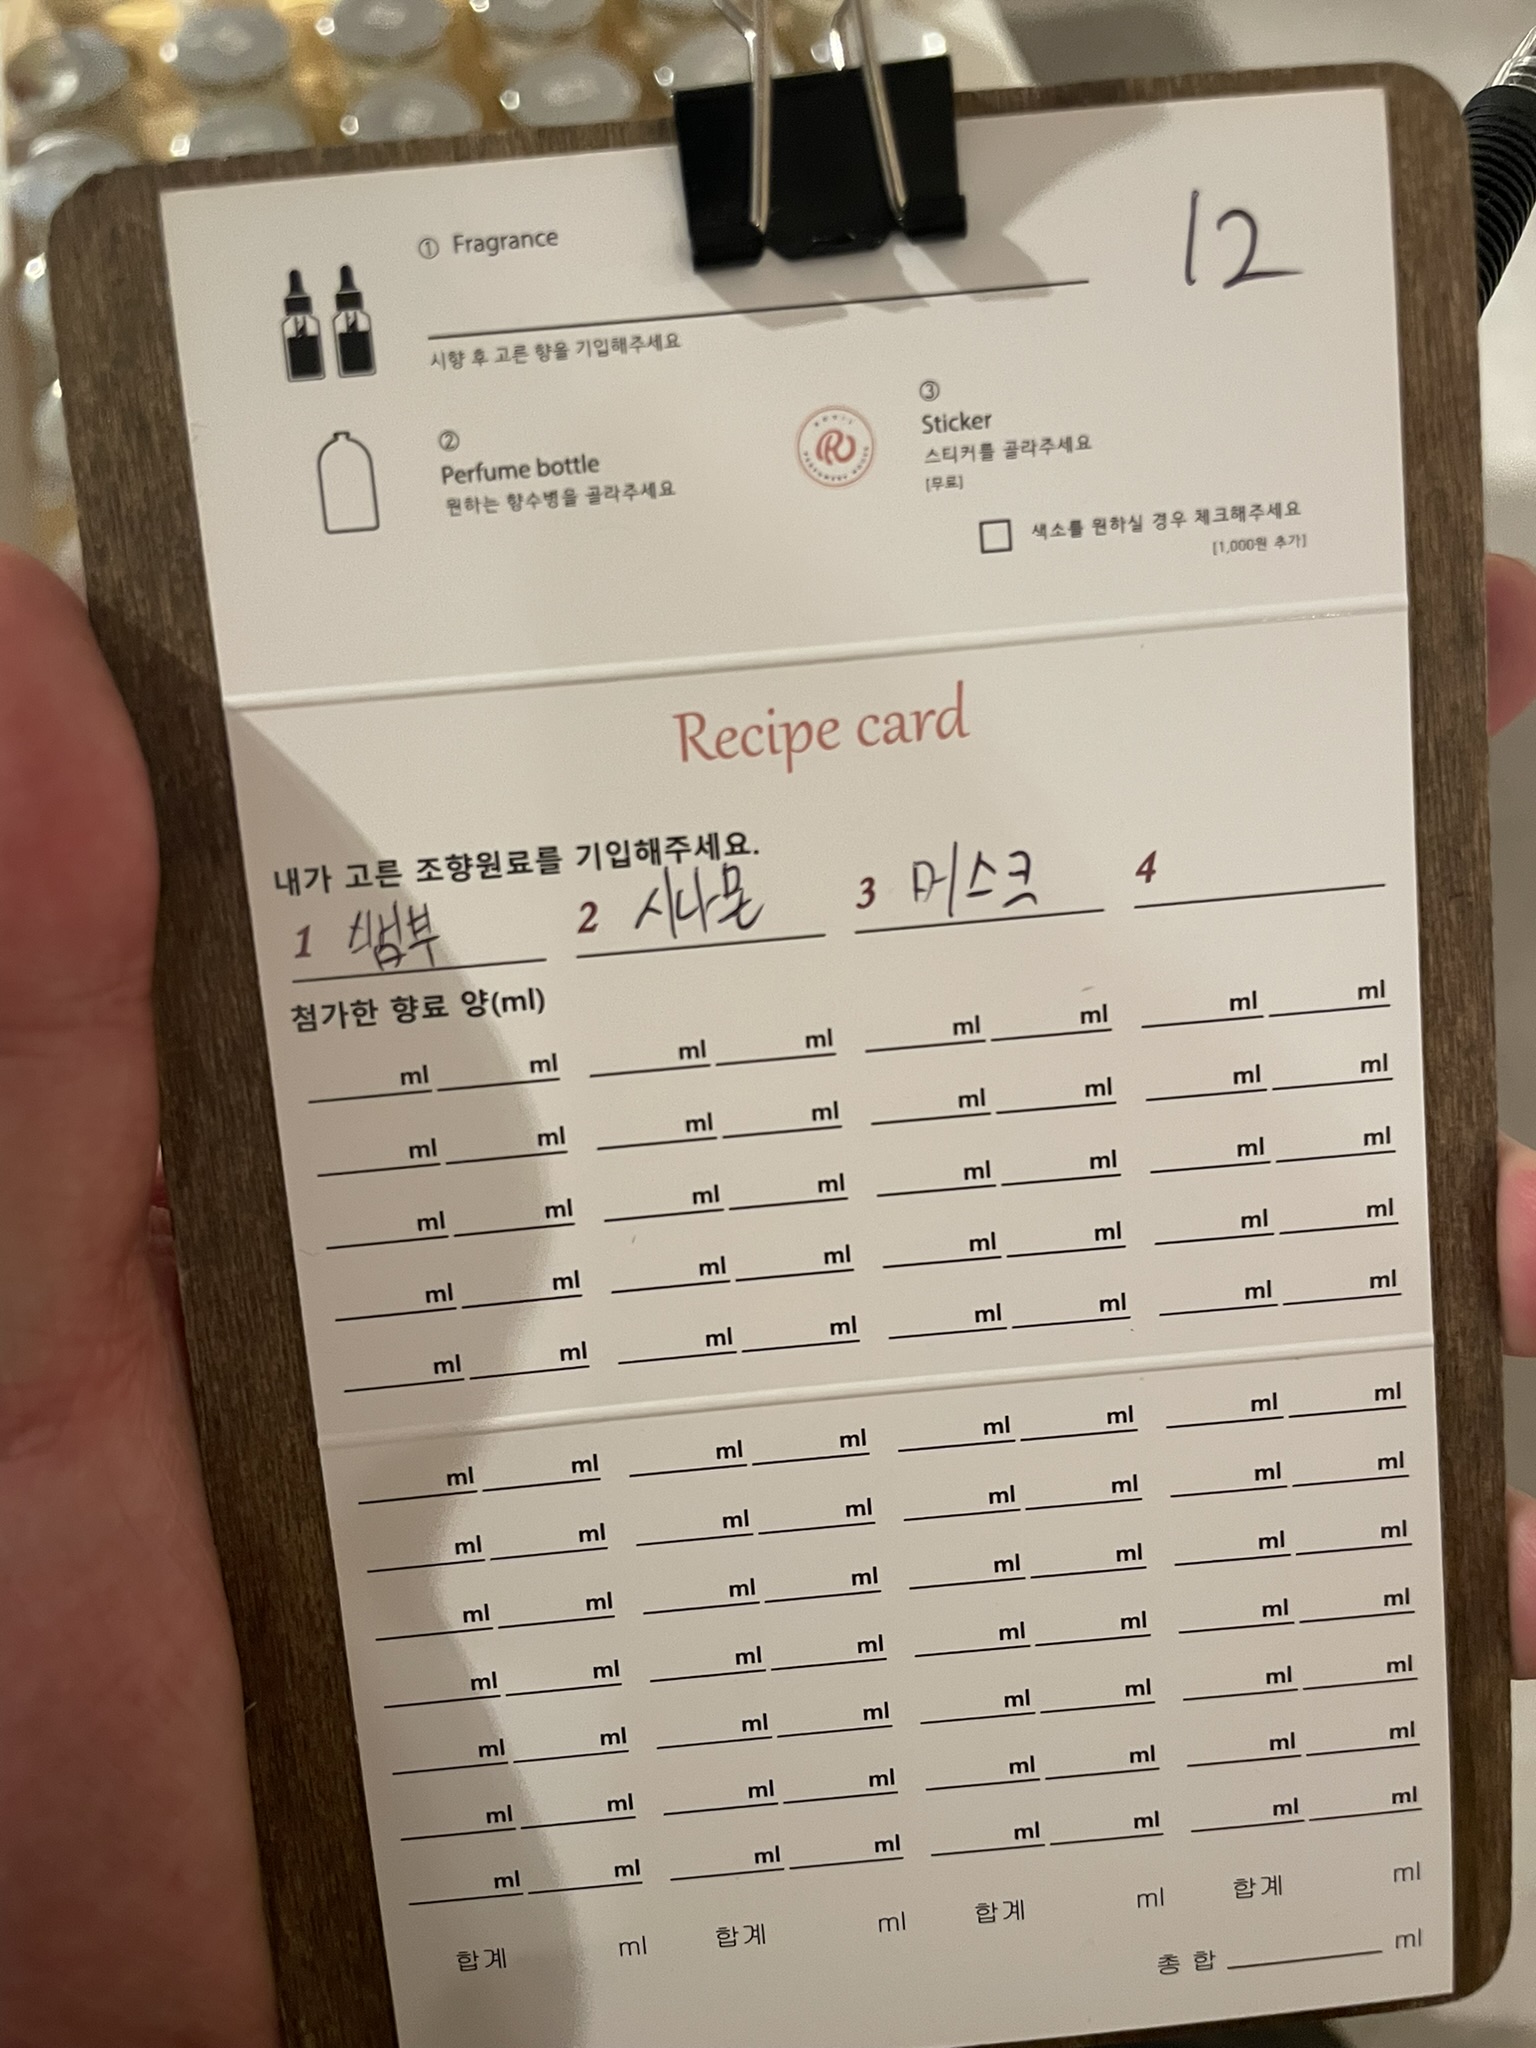 ① Fragrance
12
시향 후 고른 향을 기입해주세요
②
Perfume bottle
원하는 향수병을 골라주세요
③
Sticker
스티커를 골라주세요
[무료]
색소를 원하실 경우 체크해주세요
[1,000원 추가]
Recipe card
내가 고른 조향원료를 기입해주세요.
1 2 시나몬 3 머스크 4
첨가한 향료 양(ml)
ml ml ml ml ml ml ml ml
ml ml ml ml ml ml ml ml
ml ml ml ml ml ml ml ml
ml ml ml ml ml ml ml ml
ml ml ml ml ml ml ml ml
ml ml ml ml ml ml ml ml
ml ml ml ml ml ml ml ml
ml ml ml ml ml ml ml ml
ml ml ml ml ml ml ml ml
ml ml ml ml ml ml ml ml
ml ml ml ml ml ml ml ml
ml ml ml ml ml ml ml ml
합계 ml 합계 ml 합계 ml 합계 ml
총 합 ml